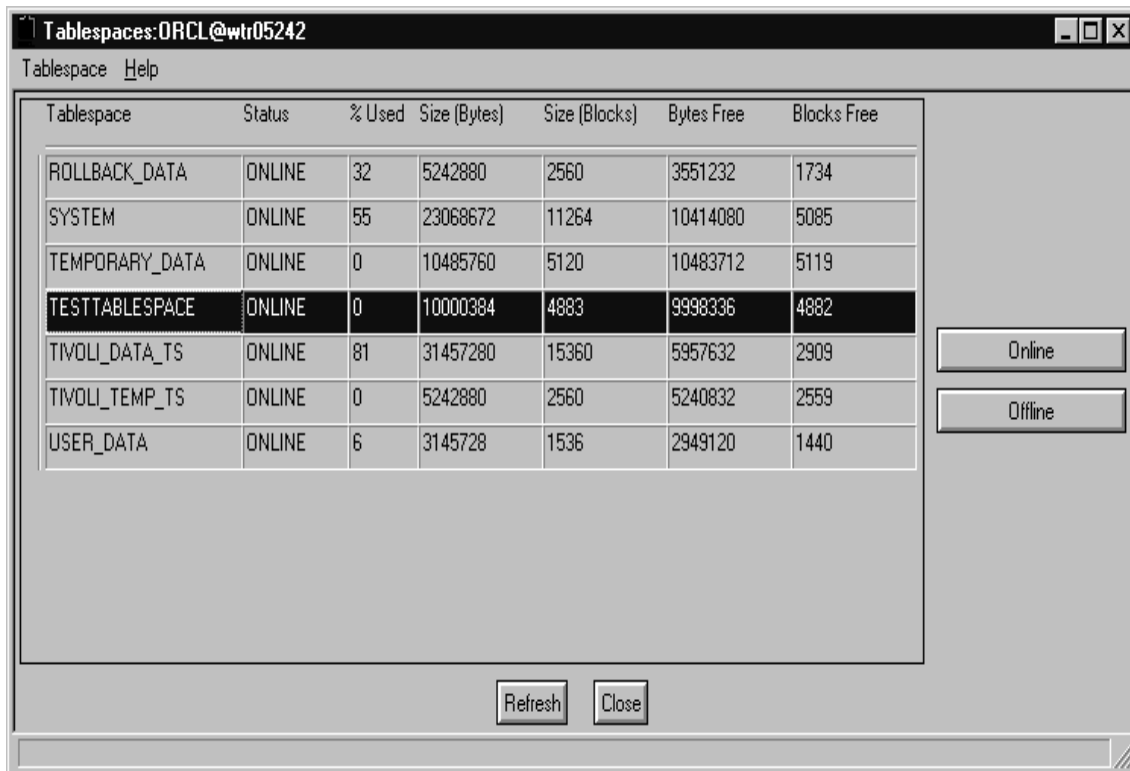 Tablespaces:ORCL@wtr05242
Tablespace Help
Tablespace Status % Used Size (Bytes) Size (Blocks) Bytes Free Blocks Free
ROLLBACK_DATA ONLINE 32 5242880 2560 3551232 1734
SYSTEM ONLINE 55 23068672 11264 10414080 5085
TEMPORARY_DATA ONLINE 0 10485760 5120 10483712 5119
TESTTABLESPACE ONLINE 0 10000384 4883 9998336 4882
TIVOLI_DATA_TS ONLINE 81 31457280 15360 5957632 2909
TIVOLI_TEMP_TS ONLINE 0 5242880 2560 5240832 2559
USER_DATA ONLINE 6 3145728 1536 2949120 1440
Online
Offline
Refresh Close